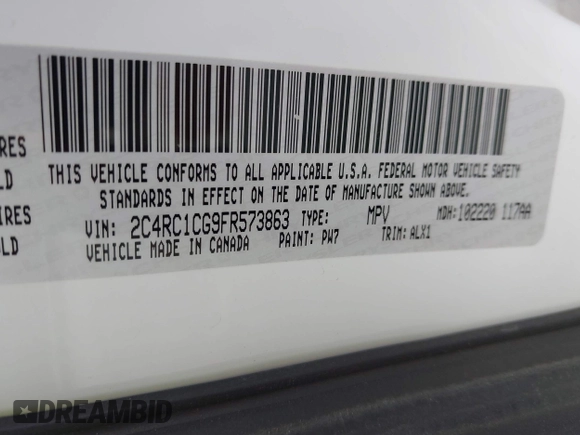 IRES
LD
IRES
LD
THIS VEHICLE CONFORMS TO ALL APPLICABLE U.S.A. FEDERAL MOTOR VEHICLE SAFETY
STANDARDS IN EFFECT ON THE DATE OF MANUFACTURE SHOWN ABOVE.
VIN: 2C4RC1CG9FR573863 TYPE: MPV MDH:102220 117AA
VEHICLE MADE IN CANADA PAINT: PW7 TRIM: ALX1
DREAMBID